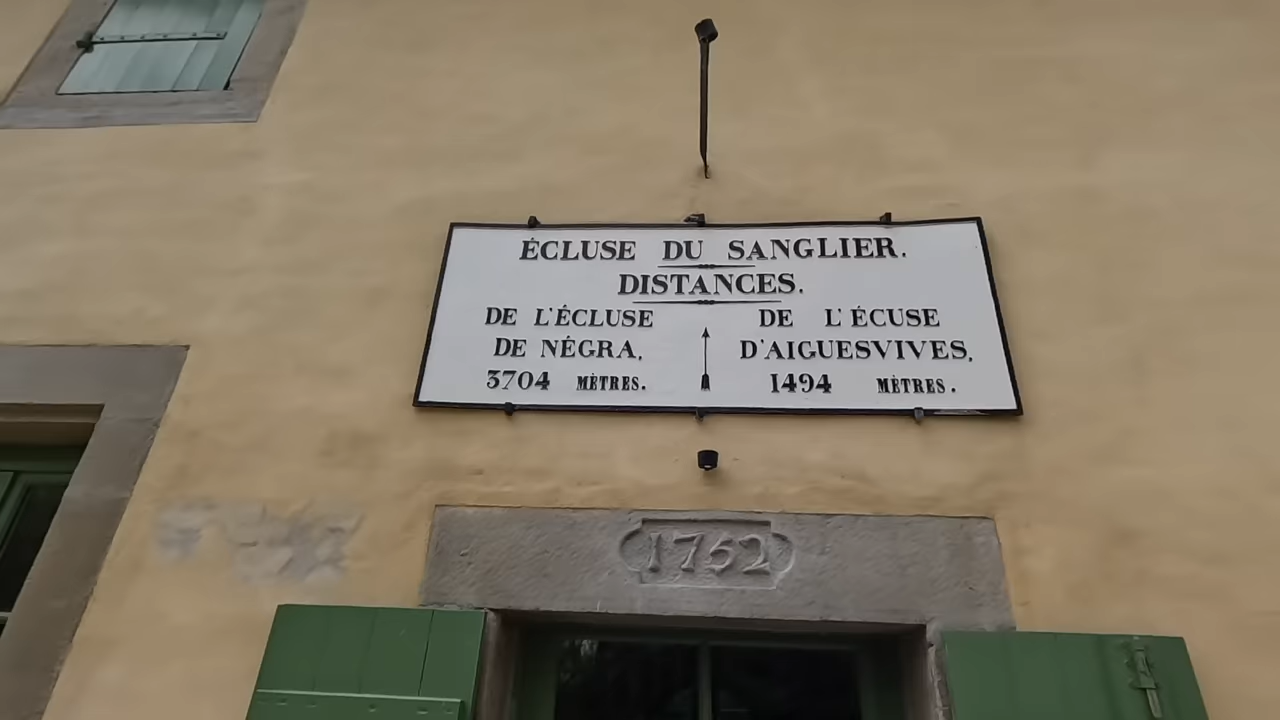 ÉCLUSE DU SANGLIER.
DISTANCES.
DE L'ÉCLUSE
DE NÉGRA,
3704 MÈTRES.
DE L'ÉCUSE
D'AIGUESVIVES,
1494 MÈTRES.
1752